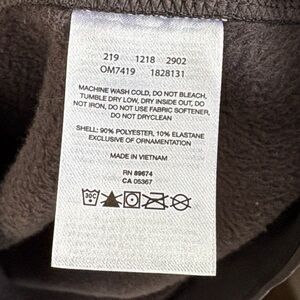 219 1218 2902
OM7419 1828131
MACHINE WASH COLD, DO NOT BLEACH,
TUMBLE DRY LOW, DRY INSIDE OUT, DO
NOT IRON, DO NOT USE FABRIC SOFTENER,
DO NOT DRYCLEAN
SHELL: 90% POLYESTER, 10% ELASTANE
EXCLUSIVE OF ORNAMENTATION
MADE IN VIETNAM
RN 89674
CA 05367
30C